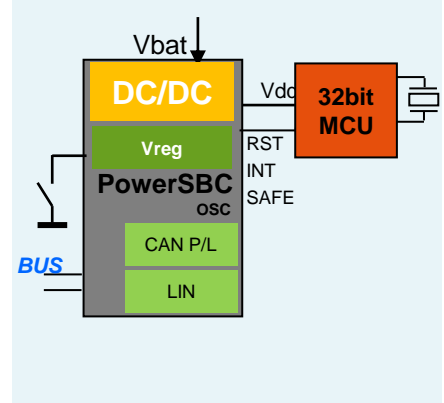 Vbat
DC/DC
Vdd
32bit
MCU
Vreg
RST
INT
SAFE
PowerSBC
OSC
CAN P/L
BUS
LIN